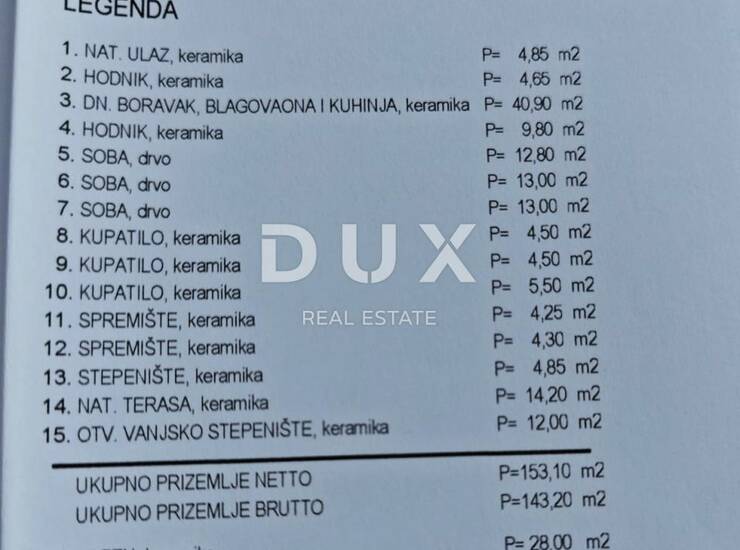 LEGENDA
1. NAT. ULAZ, keramika P= 4,85 m2
2. HODNIK, keramika P= 4,65 m2
3. DN. BORAVAK, BLAGOVAONA I KUHINJA, keramika P= 40,90 m2
4. HODNIK, keramika P= 9,80 m2
5. SOBA, drvo P= 12,80 m2
6. SOBA, drvo P= 13,00 m2
7. SOBA, drvo P= 13,00 m2
8. KUPATILO, keramika P= 4,50 m2
9. KUPATILO, keramika P= 4,50 m2
10. KUPATILO, keramika P= 5,50 m2
11. SPREMIŠTE, keramika P= 4,25 m2
12. SPREMIŠTE, keramika P= 4,30 m2
13. STEPENIŠTE, keramika P= 4,85 m2
14. NAT. TERASA, keramika P= 14,20 m2
15. OTV. VANJSKO STEPENIŠTE, keramika P= 12,00 m2
DUX
REAL ESTATE
UKUPNO PRIZEMLJE NETTO P=153,10 m2
UKUPNO PRIZEMLJE BRUTTO P=143,20 m2
P= 28,00 m2